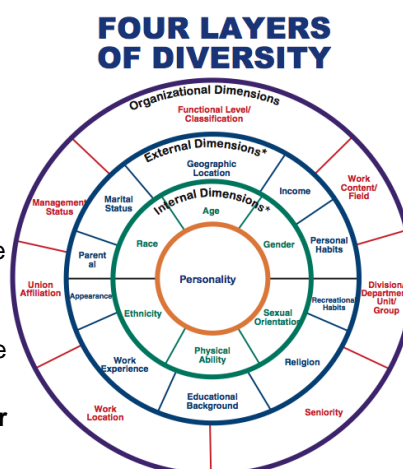 FOUR LAYERS
OF DIVERSITY
Organizational Dimensions
Functional Level/
Classification
External Dimensions*
Geographic
Location
Marital
Status
Income
Internal Dimensions*
Age
Management
Status
Work
Content/
Field
Race
Gender
Personal
Habits
Parent
al
e
Personality
Union
Affiliation
Appearance
Recreational
Habits
Division/
Department
Unit/
Group
Ethnicity
Sexual
Orientation
e
Physical
Ability
Work
Experience
Religion
Educational
Background
Work
Location
Seniority
r